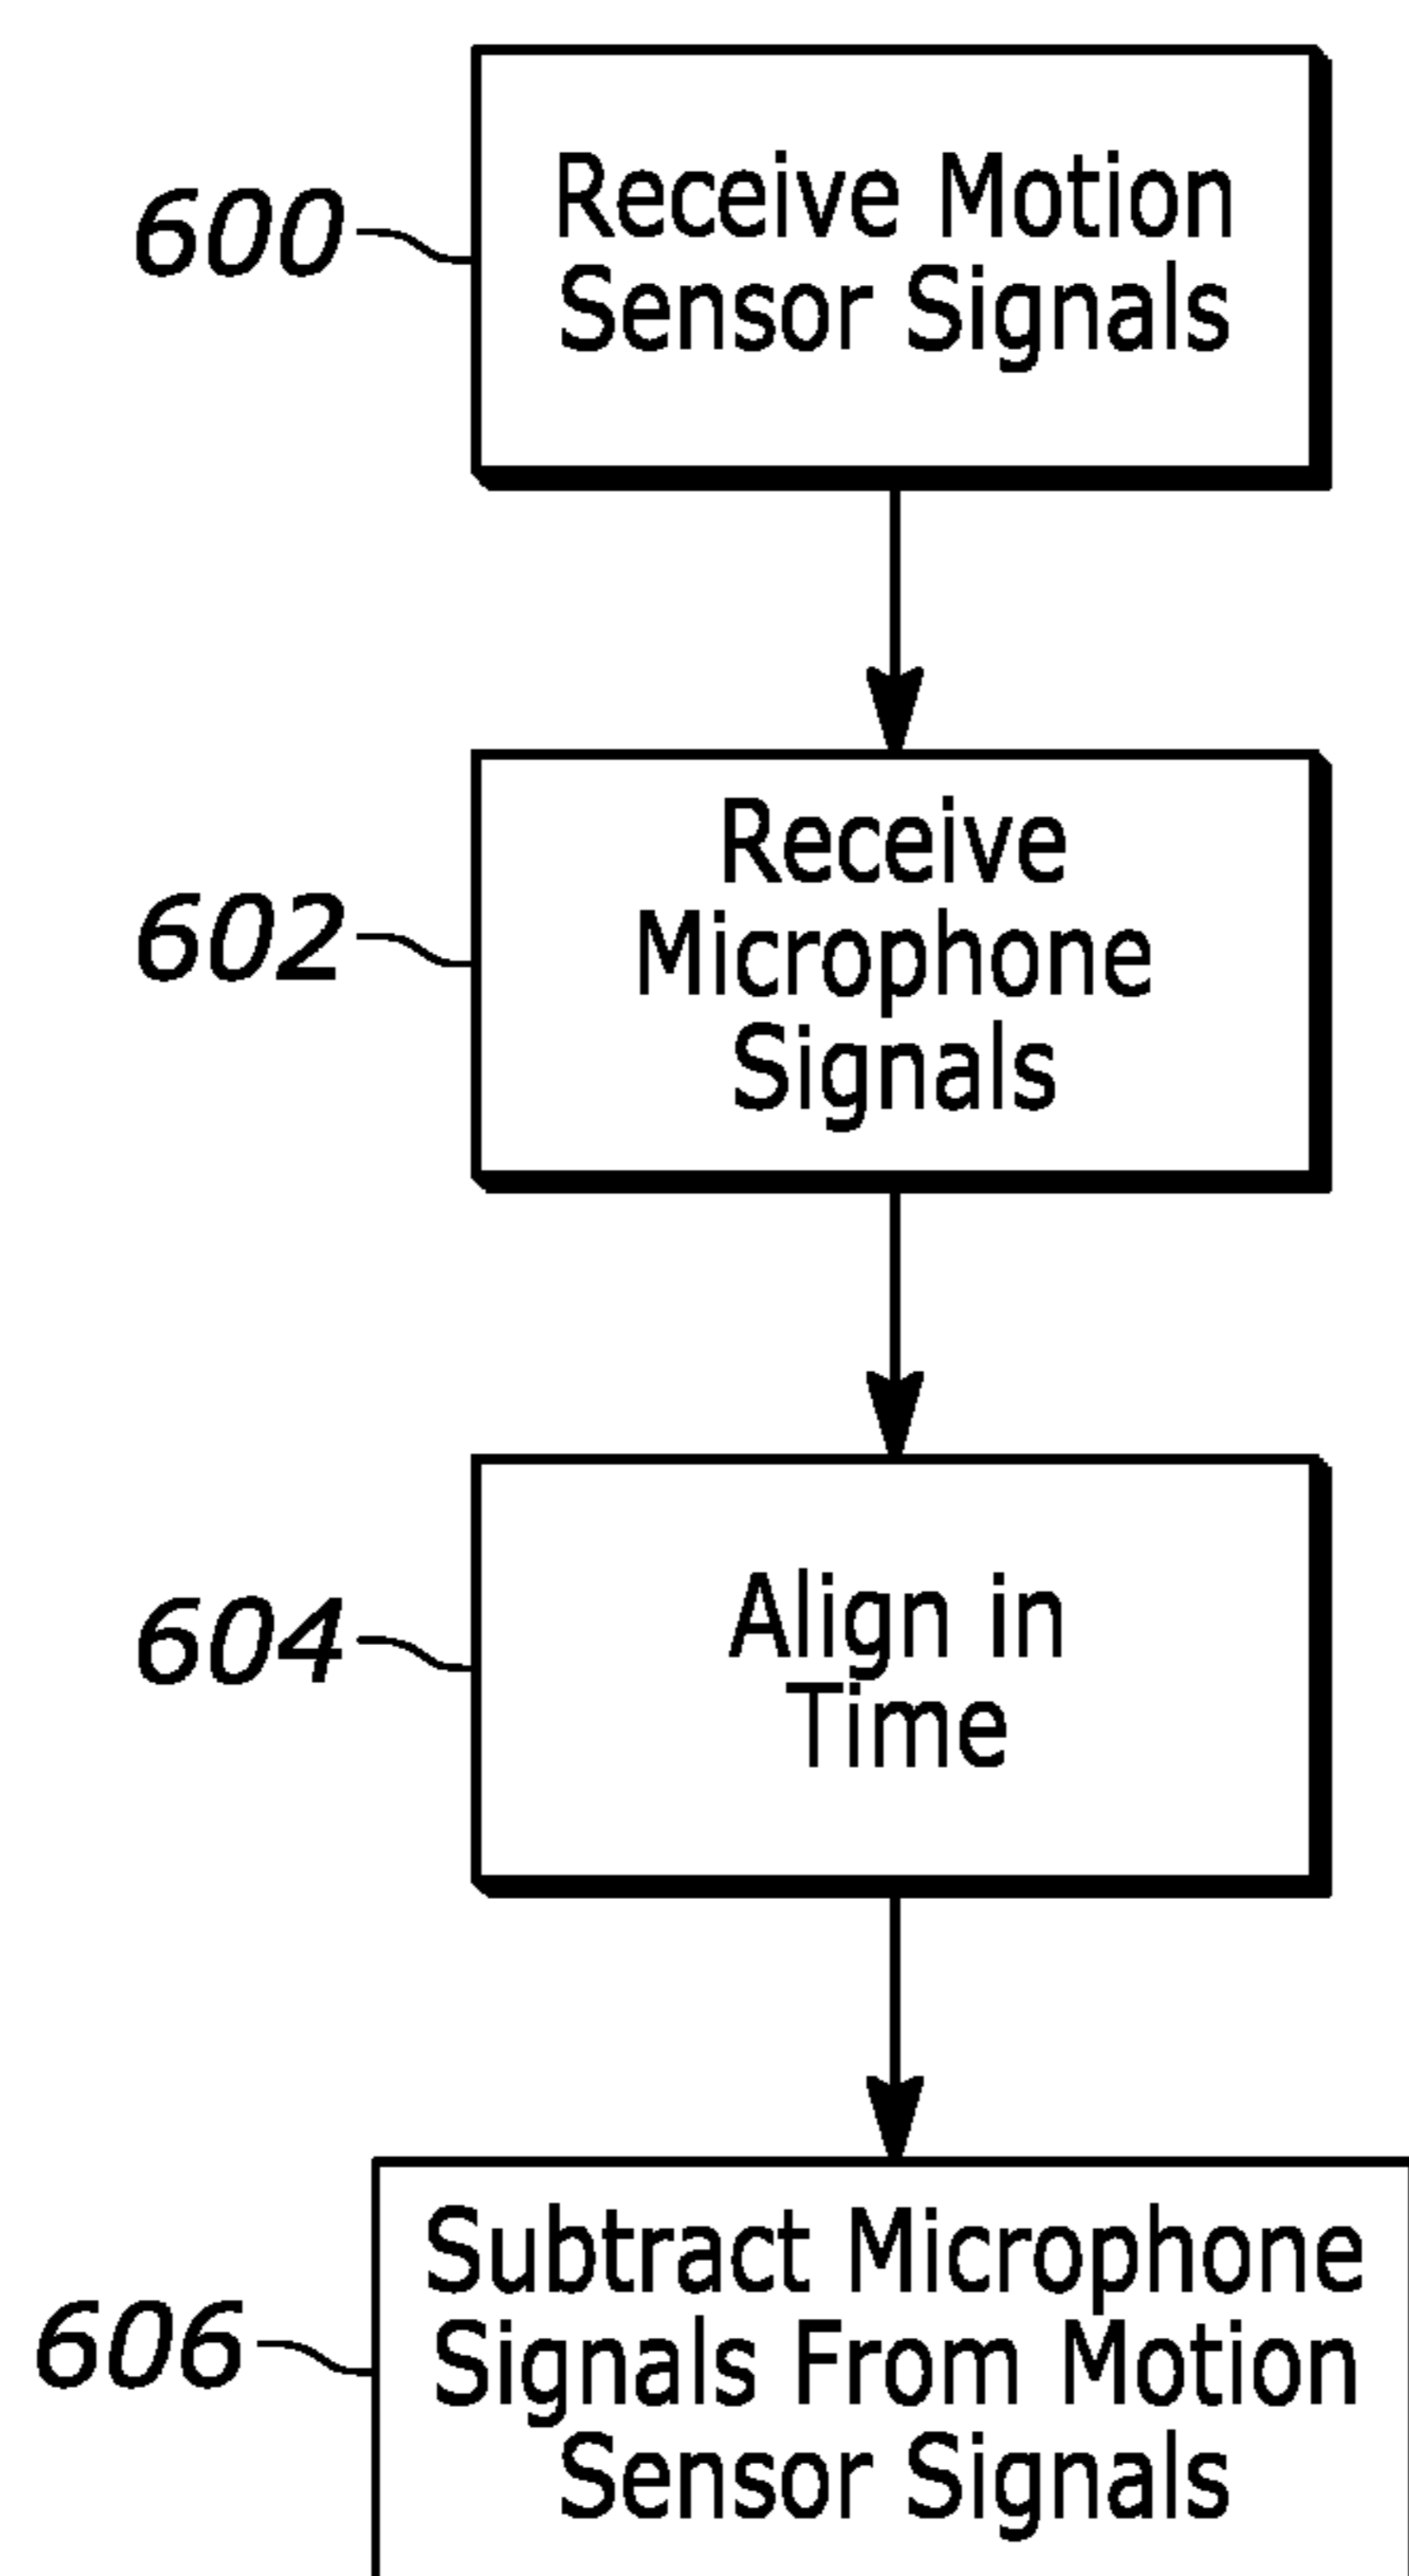 600
Receive Motion
Sensor Signals
602
Receive
Microphone
Signals
604
Align in
Time
606
Subtract Microphone
Signals From Motion
Sensor Signals